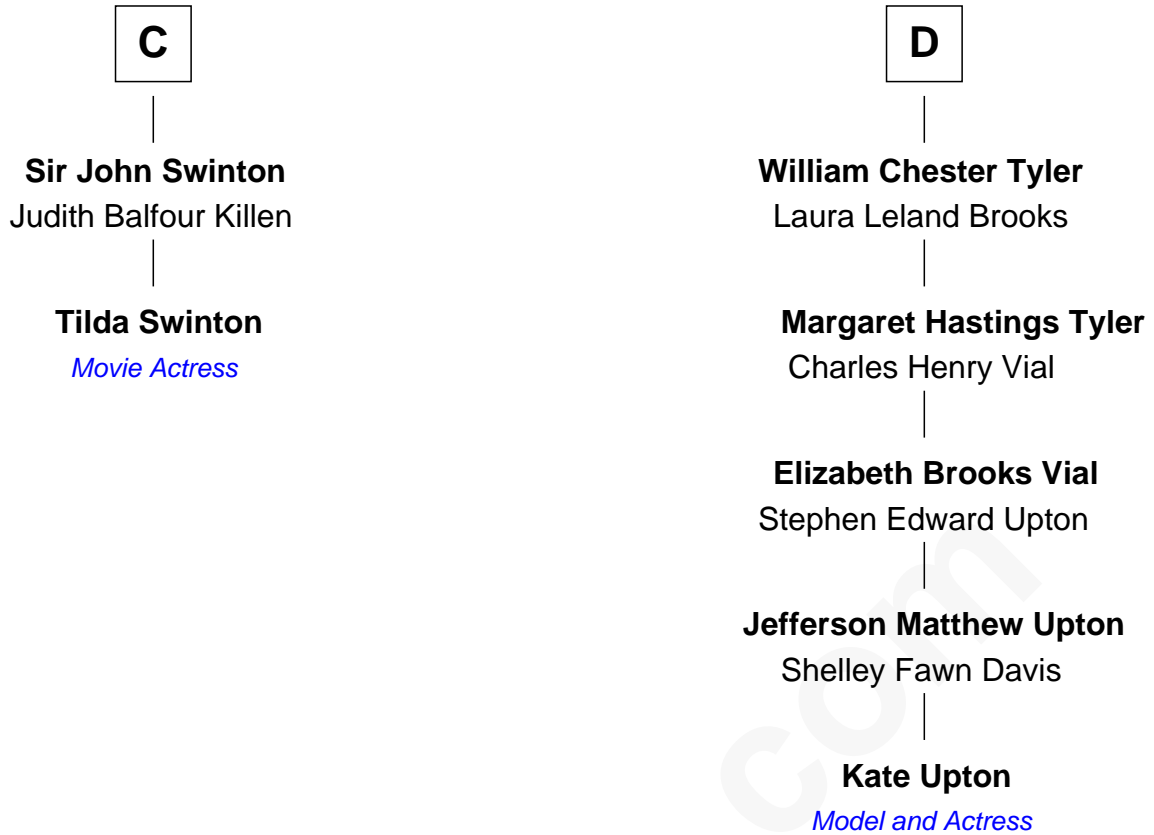 C
Sir John Swinton
Judith Balfour Killen
Tilda Swinton
Movie Actress
D
William Chester Tyler
Laura Leland Brooks
Margaret Hastings Tyler
Charles Henry Vial
Elizabeth Brooks Vial
Stephen Edward Upton
Jefferson Matthew Upton
Shelley Fawn Davis
Kate Upton
Model and Actress
com